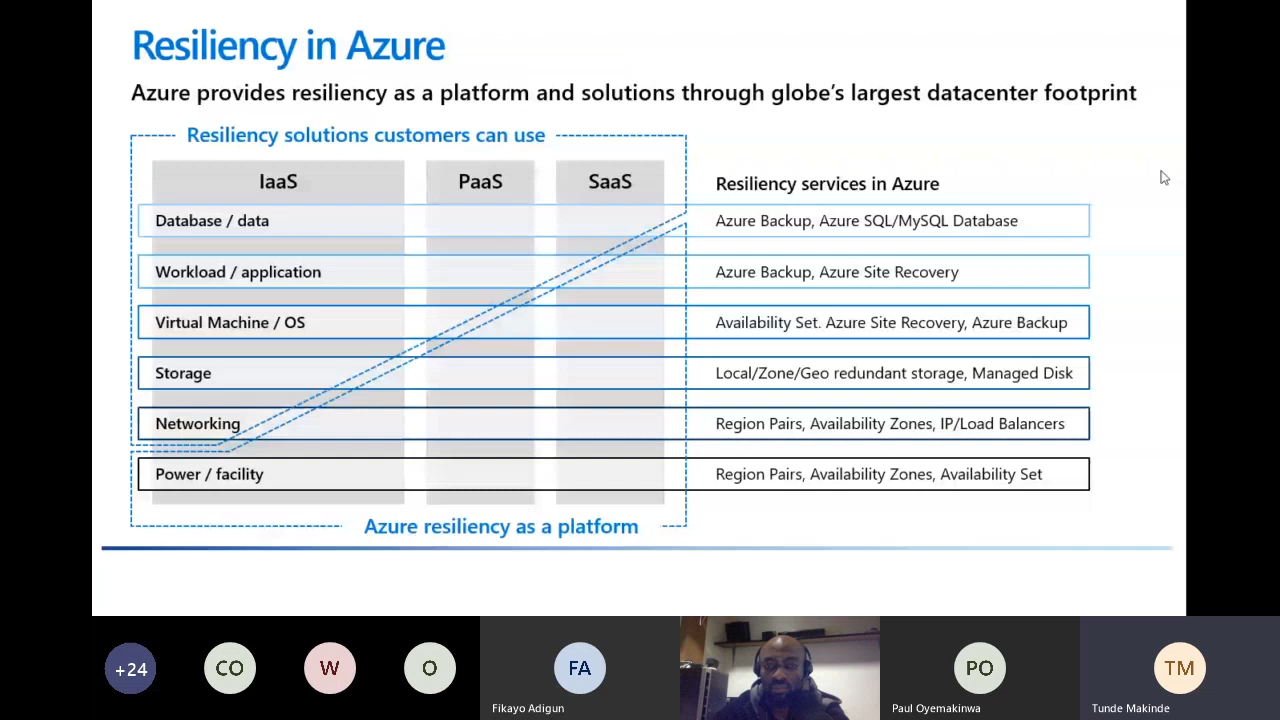 Resiliency in Azure
Azure provides resiliency as a platform and solutions through globe's largest datacenter footprint
Resiliency solutions customers can use
IaaS PaaS SaaS Resiliency services in Azure
Database / data Azure Backup, Azure SQL/MySQL Database
Workload / application Azure Backup, Azure Site Recovery
Virtual Machine / OS Availability Set. Azure Site Recovery, Azure Backup
Storage Local/Zone/Geo redundant storage, Managed Disk
Networking Region Pairs, Availability Zones, IP/Load Balancers
Power / facility Region Pairs, Availability Zones, Availability Set
Azure resiliency as a platform
+24 CO W O FA PO TM
Fikayo Adigun Paul Oyemakinwa Tunde Makinde